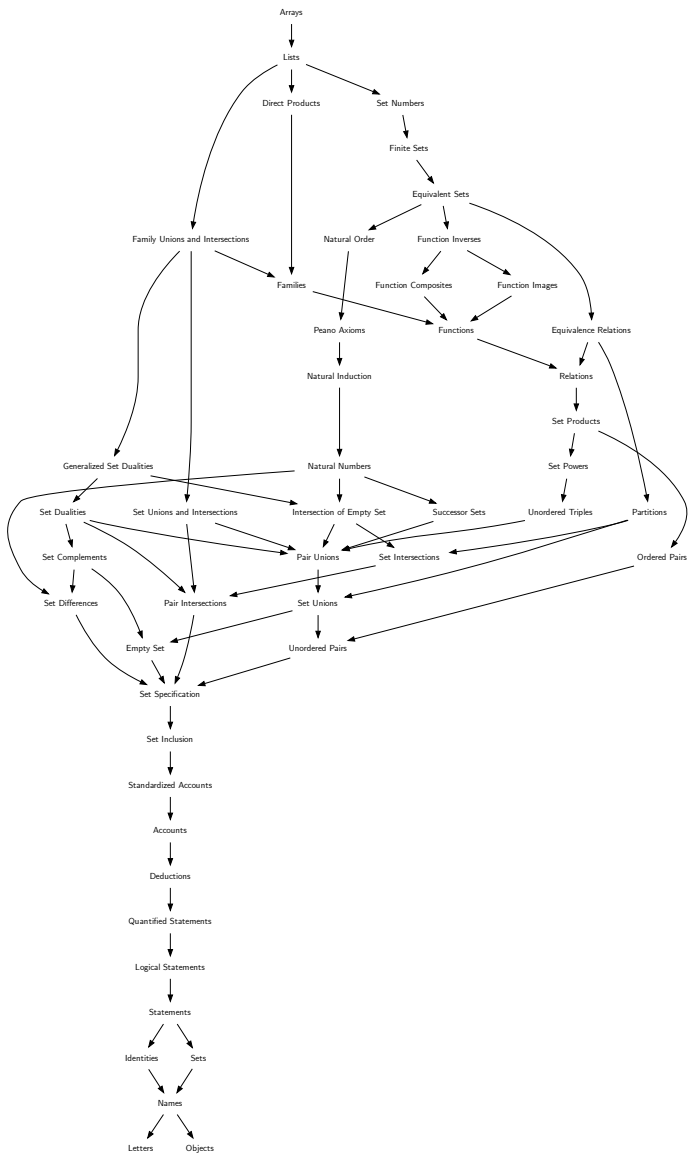 Arrays
Lists
Direct Products
Set Numbers
Finite Sets
Equivalent Sets
Family Unions and Intersections
Natural Order
Function Inverses
Families
Function Composites
Function Images
Peano Axioms
Functions
Equivalence Relations
Natural Induction
Relations
Set Products
Generalized Set Dualities
Natural Numbers
Set Powers
Set Dualities
Set Unions and Intersections
Intersection of Empty Set
Successor Sets
Unordered Triples
Partitions
Set Complements
Pair Unions
Set Intersections
Ordered Pairs
Set Differences
Pair Intersections
Set Unions
Empty Set
Unordered Pairs
Set Specification
Set Inclusion
Standardized Accounts
Accounts
Deductions
Quantified Statements
Logical Statements
Statements
Identities
Sets
Names
Letters
Objects